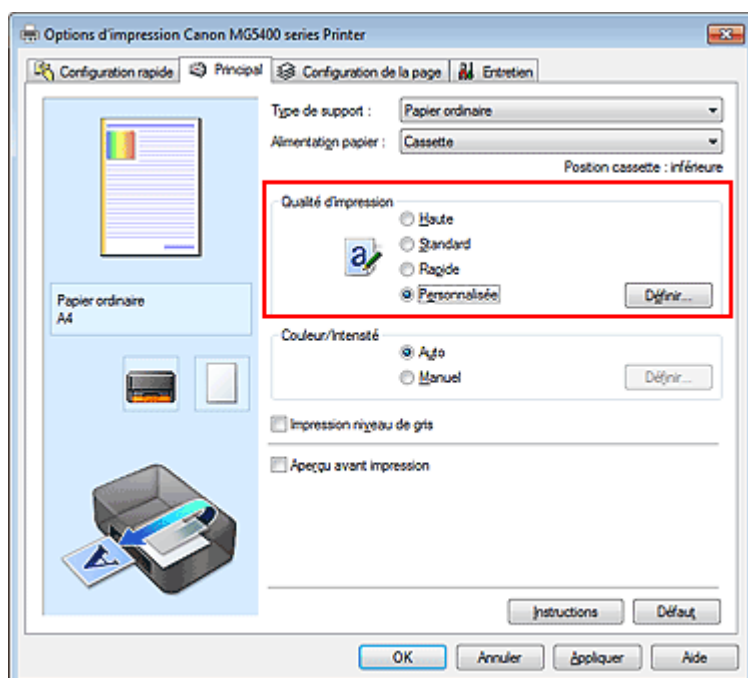 Options d'impression Canon MG5400 series Printer
Configuration rapide Principal Configuration de la page Entretien
Type de support : Papier ordinaire
Alimentation papier : Cassette
Position cassette : inférieure
Qualité d'impression
Haute
Standard
Rapide
Personnalisée Définir...
Papier ordinaire
A4
Couleur/Intensité
Auto
Manuel Définir...
Impression niveau de gris
Aperçu avant impression
Instructions Défaut
OK Annuler Appliquer Aide